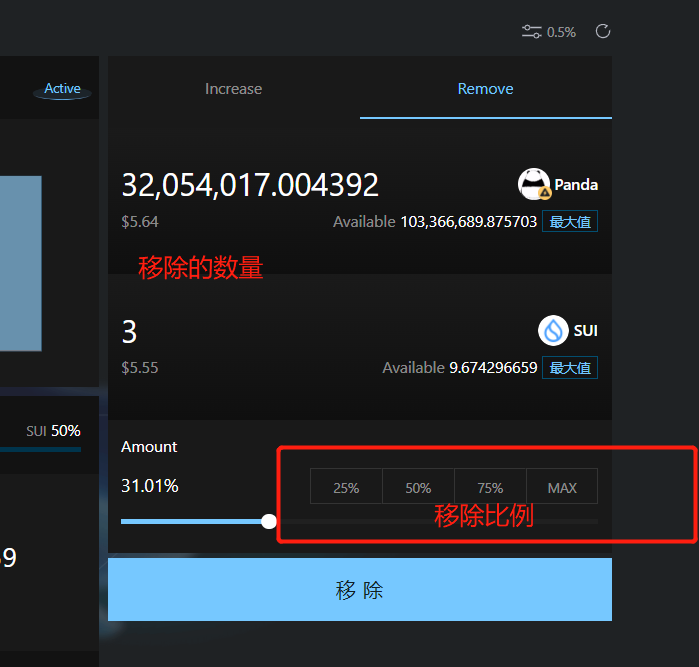 0.5%
Active
Increase
Remove
32,054,017.004392
Panda
$5.64
Available 103,366,689.875703 最大值
移除的数量
3
SUI
$5.55
Available 9.674296659 最大值
SUI 50%
Amount
31.01%
25% 50% 75% MAX
移除比例
9
移 除